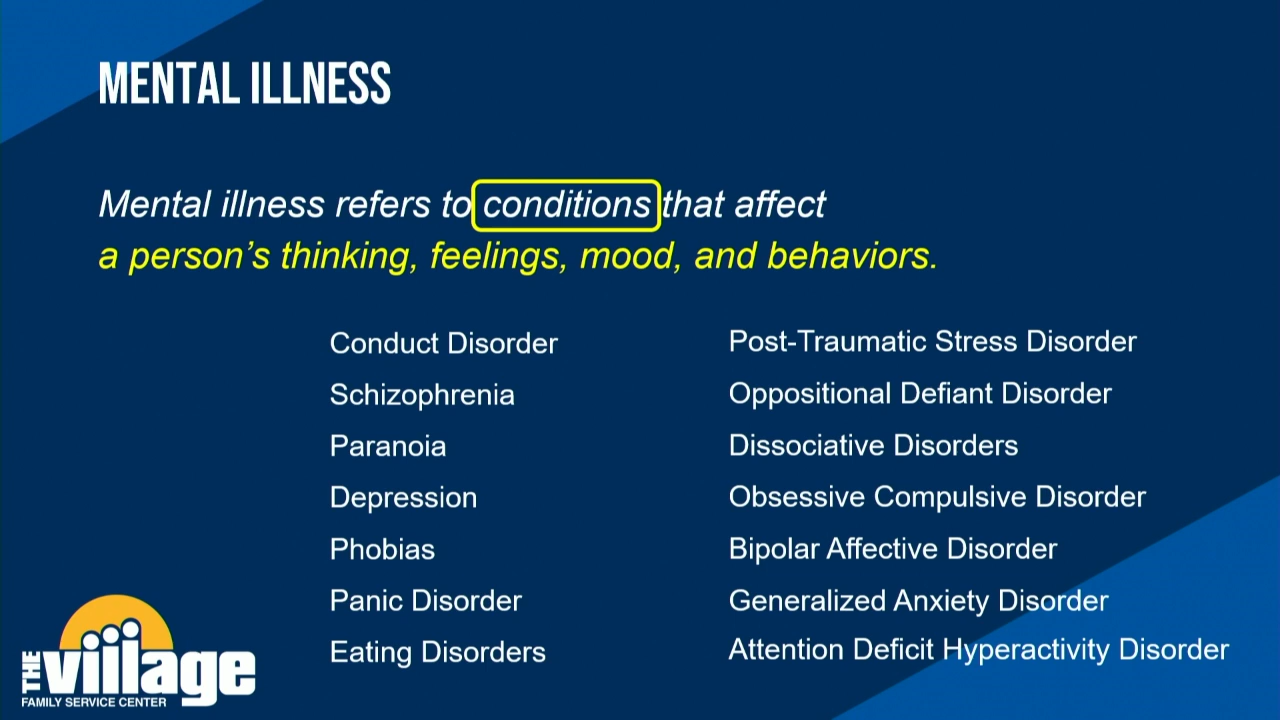 MENTAL ILLNESS
Mental illness refers to conditions that affect
a person's thinking, feelings, mood, and behaviors.
Conduct Disorder
Schizophrenia
Paranoia
Depression
Phobias
Panic Disorder
Eating Disorders
Post-Traumatic Stress Disorder
Oppositional Defiant Disorder
Dissociative Disorders
Obsessive Compulsive Disorder
Bipolar Affective Disorder
Generalized Anxiety Disorder
Attention Deficit Hyperactivity Disorder
THE village
FAMILY SERVICE CENTER